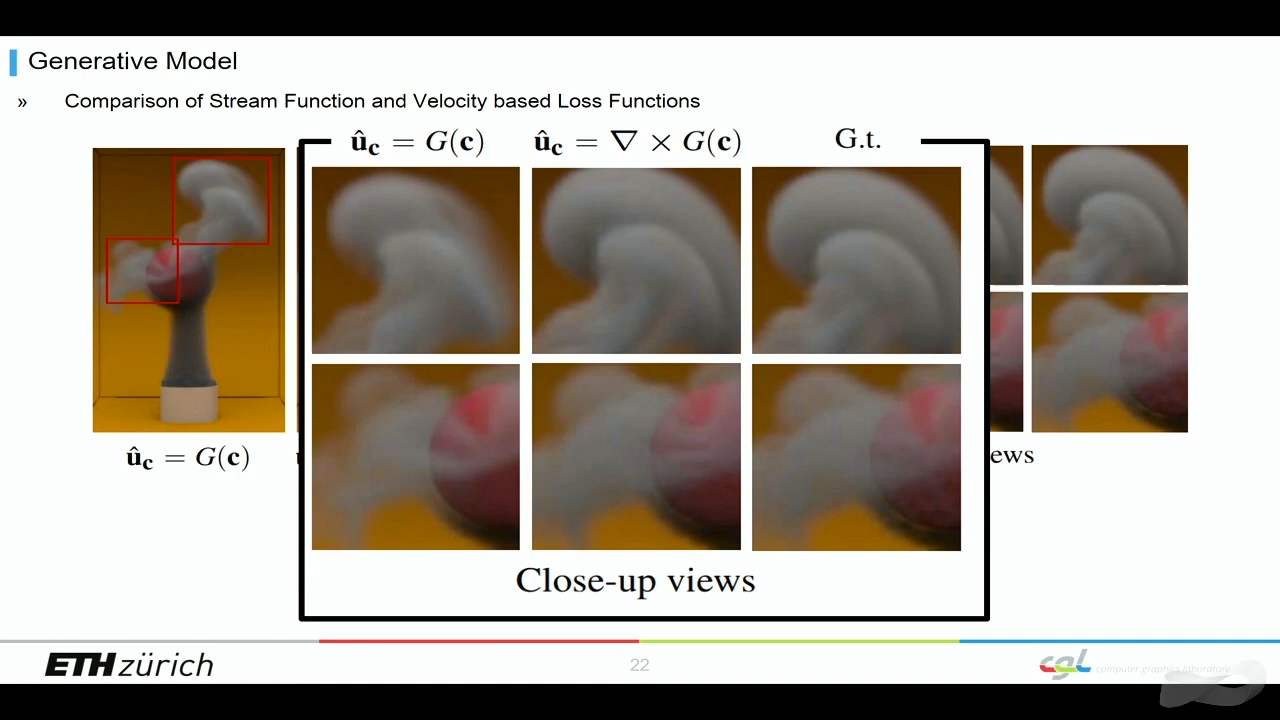 Generative Model
» Comparison of Stream Function and Velocity based Loss Functions
û_c = G(c) û_c = ∇ × G(c) G.t.
û_c = G(c)
ews
Close-up views
ETH zürich
22
cgl computer graphics laboratory